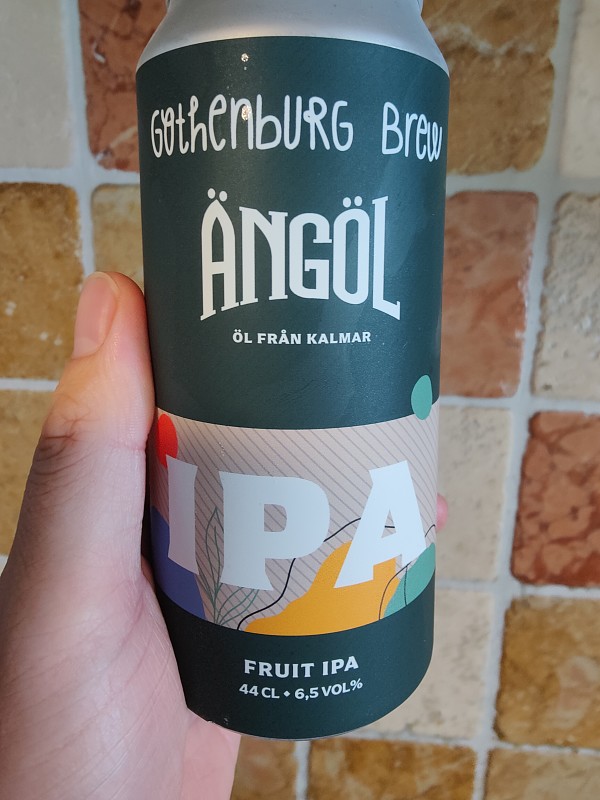 Gothenburg Brew
ÄNGÖL
ÖL FRÅN KALMAR
IPA
FRUIT IPA
44 CL • 6,5 VOL%